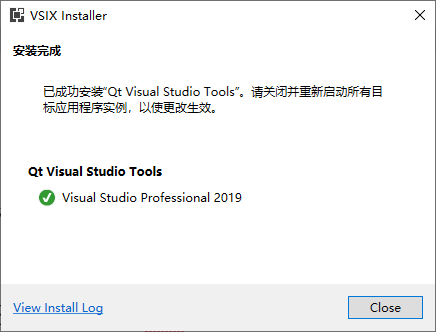 VSIX Installer
安装完成
已成功安装“Qt Visual Studio Tools”。请关闭并重新启动所有目
标应用程序实例，以使更改生效。
Qt Visual Studio Tools
Visual Studio Professional 2019
View Install Log
Close